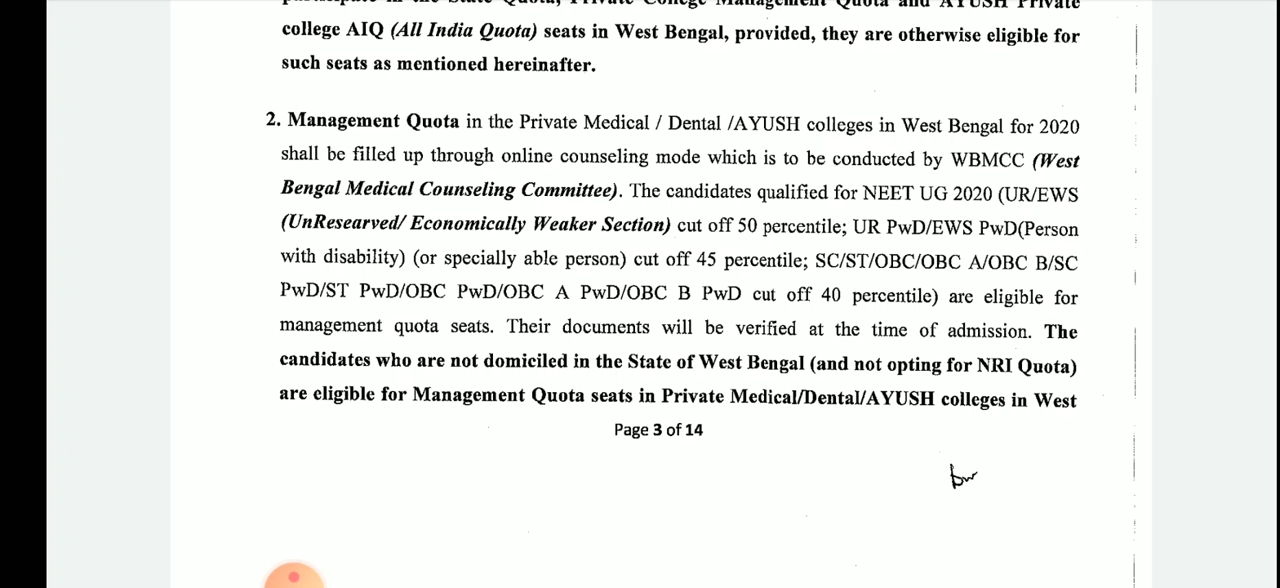 participate in the State Quota, Private College Management Quota and AYUSH Private
college AIQ (All India Quota) seats in West Bengal, provided, they are otherwise eligible for
such seats as mentioned hereinafter.
2. Management Quota in the Private Medical / Dental /AYUSH colleges in West Bengal for 2020
shall be filled up through online counseling mode which is to be conducted by WBMCC (West
Bengal Medical Counseling Committee). The candidates qualified for NEET UG 2020 (UR/EWS
(UnResearved/ Economically Weaker Section) cut off 50 percentile; UR PwD/EWS PwD(Person
with disability) (or specially able person) cut off 45 percentile; SC/ST/OBC/OBC A/OBC B/SC
PwD/ST PwD/OBC PwD/OBC A PwD/OBC B PwD cut off 40 percentile) are eligible for
management quota seats. Their documents will be verified at the time of admission. The
candidates who are not domiciled in the State of West Bengal (and not opting for NRI Quota)
are eligible for Management Quota seats in Private Medical/Dental/AYUSH colleges in West
Page 3 of 14